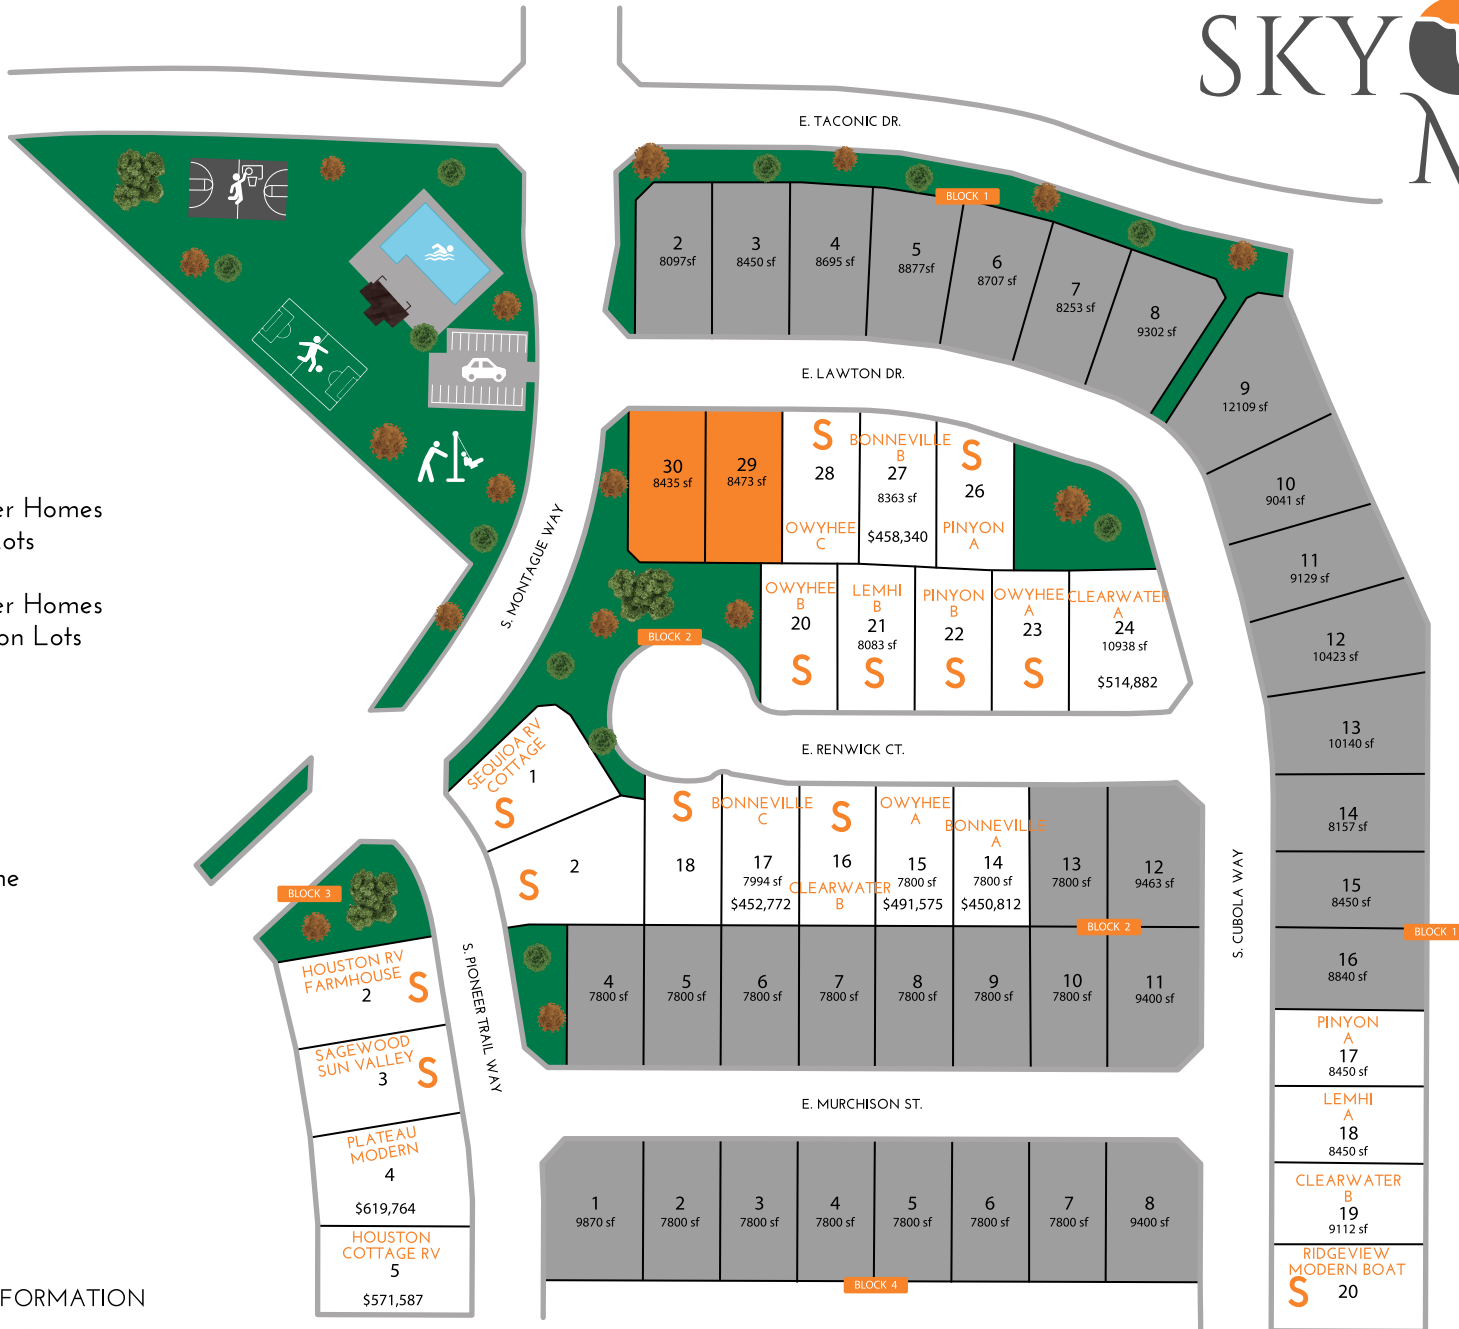 SKY
M
E. TACONIC DR.
BLOCK 1
2
8097sf
3
8450 sf
4
8695 sf
5
8877sf
6
8707 sf
7
8253 sf
8
9302 sf
9
12109 sf
10
9041 sf
11
9129 sf
12
10423 sf
13
10140 sf
14
8157 sf
15
8450 sf
BLOCK 1
16
8840 sf
PINYON
A
17
8450 sf
LEMHI
A
18
8450 sf
CLEARWATER
B
19
9112 sf
RIDGEVIEW
MODERN BOAT
S 20
E. LAWTON DR.
30
8435 sf
29
8473 sf
S
28
OWYHEE
C
BONNEVILLE
B
27
8363 sf
$458,340
S
26
PINYON
A
OWYHEE
B
20
S
LEMHI
B
21
8083 sf
S
PINYON
B
22
S
OWYHEE
A
23
S
CLEARWATER
A
24
10938 sf
$514,882
BLOCK 2
S. MONTAGUE WAY
er Homes
ots
er Homes
on Lots
E. RENWICK CT.
SEQUIOA RV
COTTAGE
1
S
2
S
S
18
BONNEVILLE
C
17
7994 sf
$452,772
S
16
CLEARWATER
B
OWYHEE
A
15
7800 sf
$491,575
BONNEVILLE
A
14
7800 sf
$450,812
13
7800 sf
12
9463 sf
BLOCK 2
S. CUBOLA WAY
ne
BLOCK 3
4
7800 sf
5
7800 sf
6
7800 sf
7
7800 sf
8
7800 sf
9
7800 sf
10
7800 sf
11
9400 sf
S. PIONEER TRAIL WAY
HOUSTON RV
FARMHOUSE
2
S
SAGEWOOD
SUN VALLEY
3
S
PLATEAU
MODERN
4
$619,764
HOUSTON
COTTAGE RV
5
$571,587
E. MURCHISON ST.
1
9870 sf
2
7800 sf
3
7800 sf
4
7800 sf
5
7800 sf
6
7800 sf
7
7800 sf
8
9400 sf
BLOCK 4
FORMATION